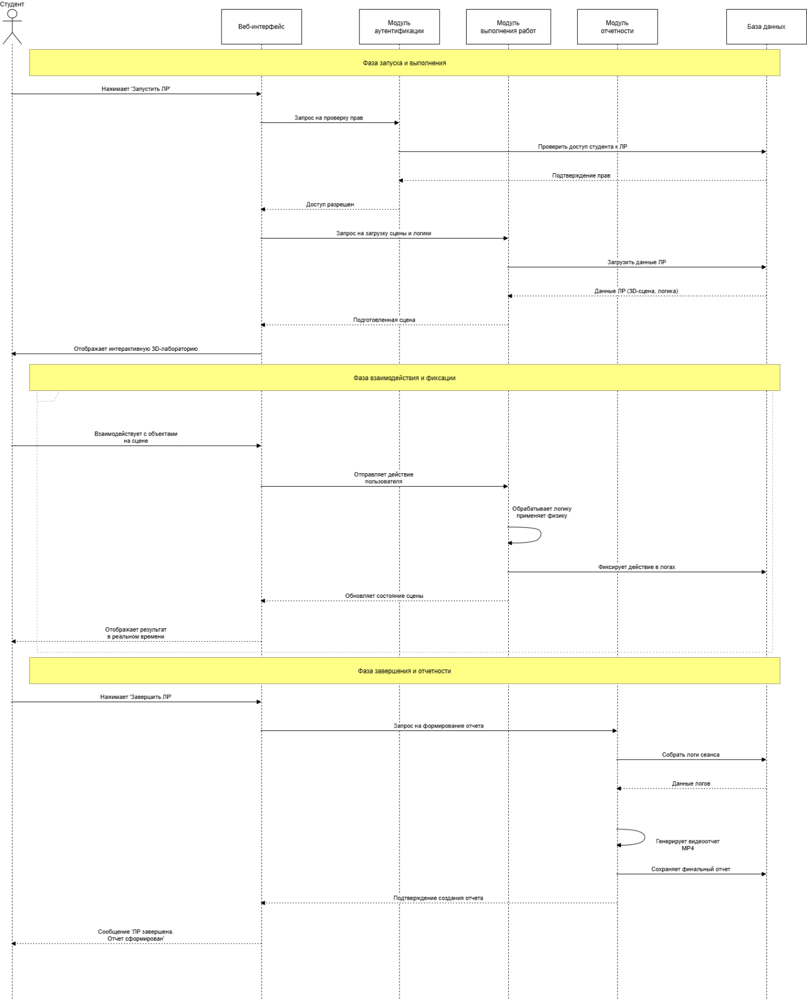 Студент
Веб-интерфейс
Модуль
аутентификации
Модуль
выполнения работ
Модуль
отчетности
База данных
Фаза запуска и выполнения
Нажимает 'Запустить ЛР'
Запрос на проверку прав
Проверить доступ студента к ЛР
Подтверждение прав
Доступ разрешен
Запрос на загрузку сцены и логики
Загрузить данные ЛР
Данные ЛР (3D-сцена, логика)
Подготовленная сцена
Отображает интерактивную 3D-лабораторию
Фаза взаимодействия и фиксации
Взаимодействует с объектами
на сцене
Отправляет действие
пользователя
Обрабатывает логику
применяет физику
Фиксирует действие в логах
Обновляет состояние сцены
Отображает результат
в реальном времени
Фаза завершения и отчетности
Нажимает 'Завершить ЛР'
Запрос на формирование отчета
Собрать логи сеанса
Данные логов
Генерирует видеоотчет
MP4
Сохраняет финальный отчет
Подтверждение создания отчета
Сообщение 'ЛР завершена.
Отчет сформирован'